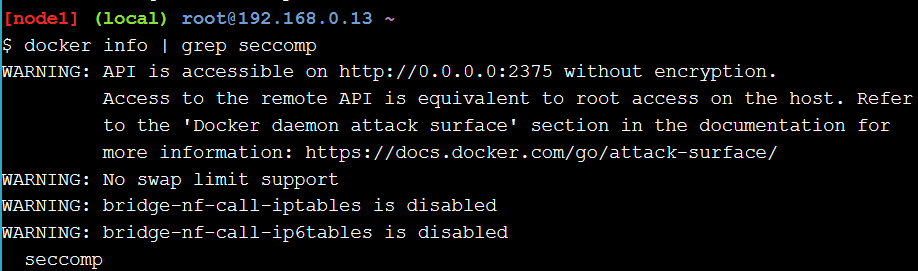 [node1] (local) root@192.168.0.13 ~
$ docker info | grep seccomp
WARNING: API is accessible on http://0.0.0.0:2375 without encryption.
         Access to the remote API is equivalent to root access on the host. Refer
         to the 'Docker daemon attack surface' section in the documentation for
         more information: https://docs.docker.com/go/attack-surface/
WARNING: No swap limit support
WARNING: bridge-nf-call-iptables is disabled
WARNING: bridge-nf-call-ip6tables is disabled
  seccomp